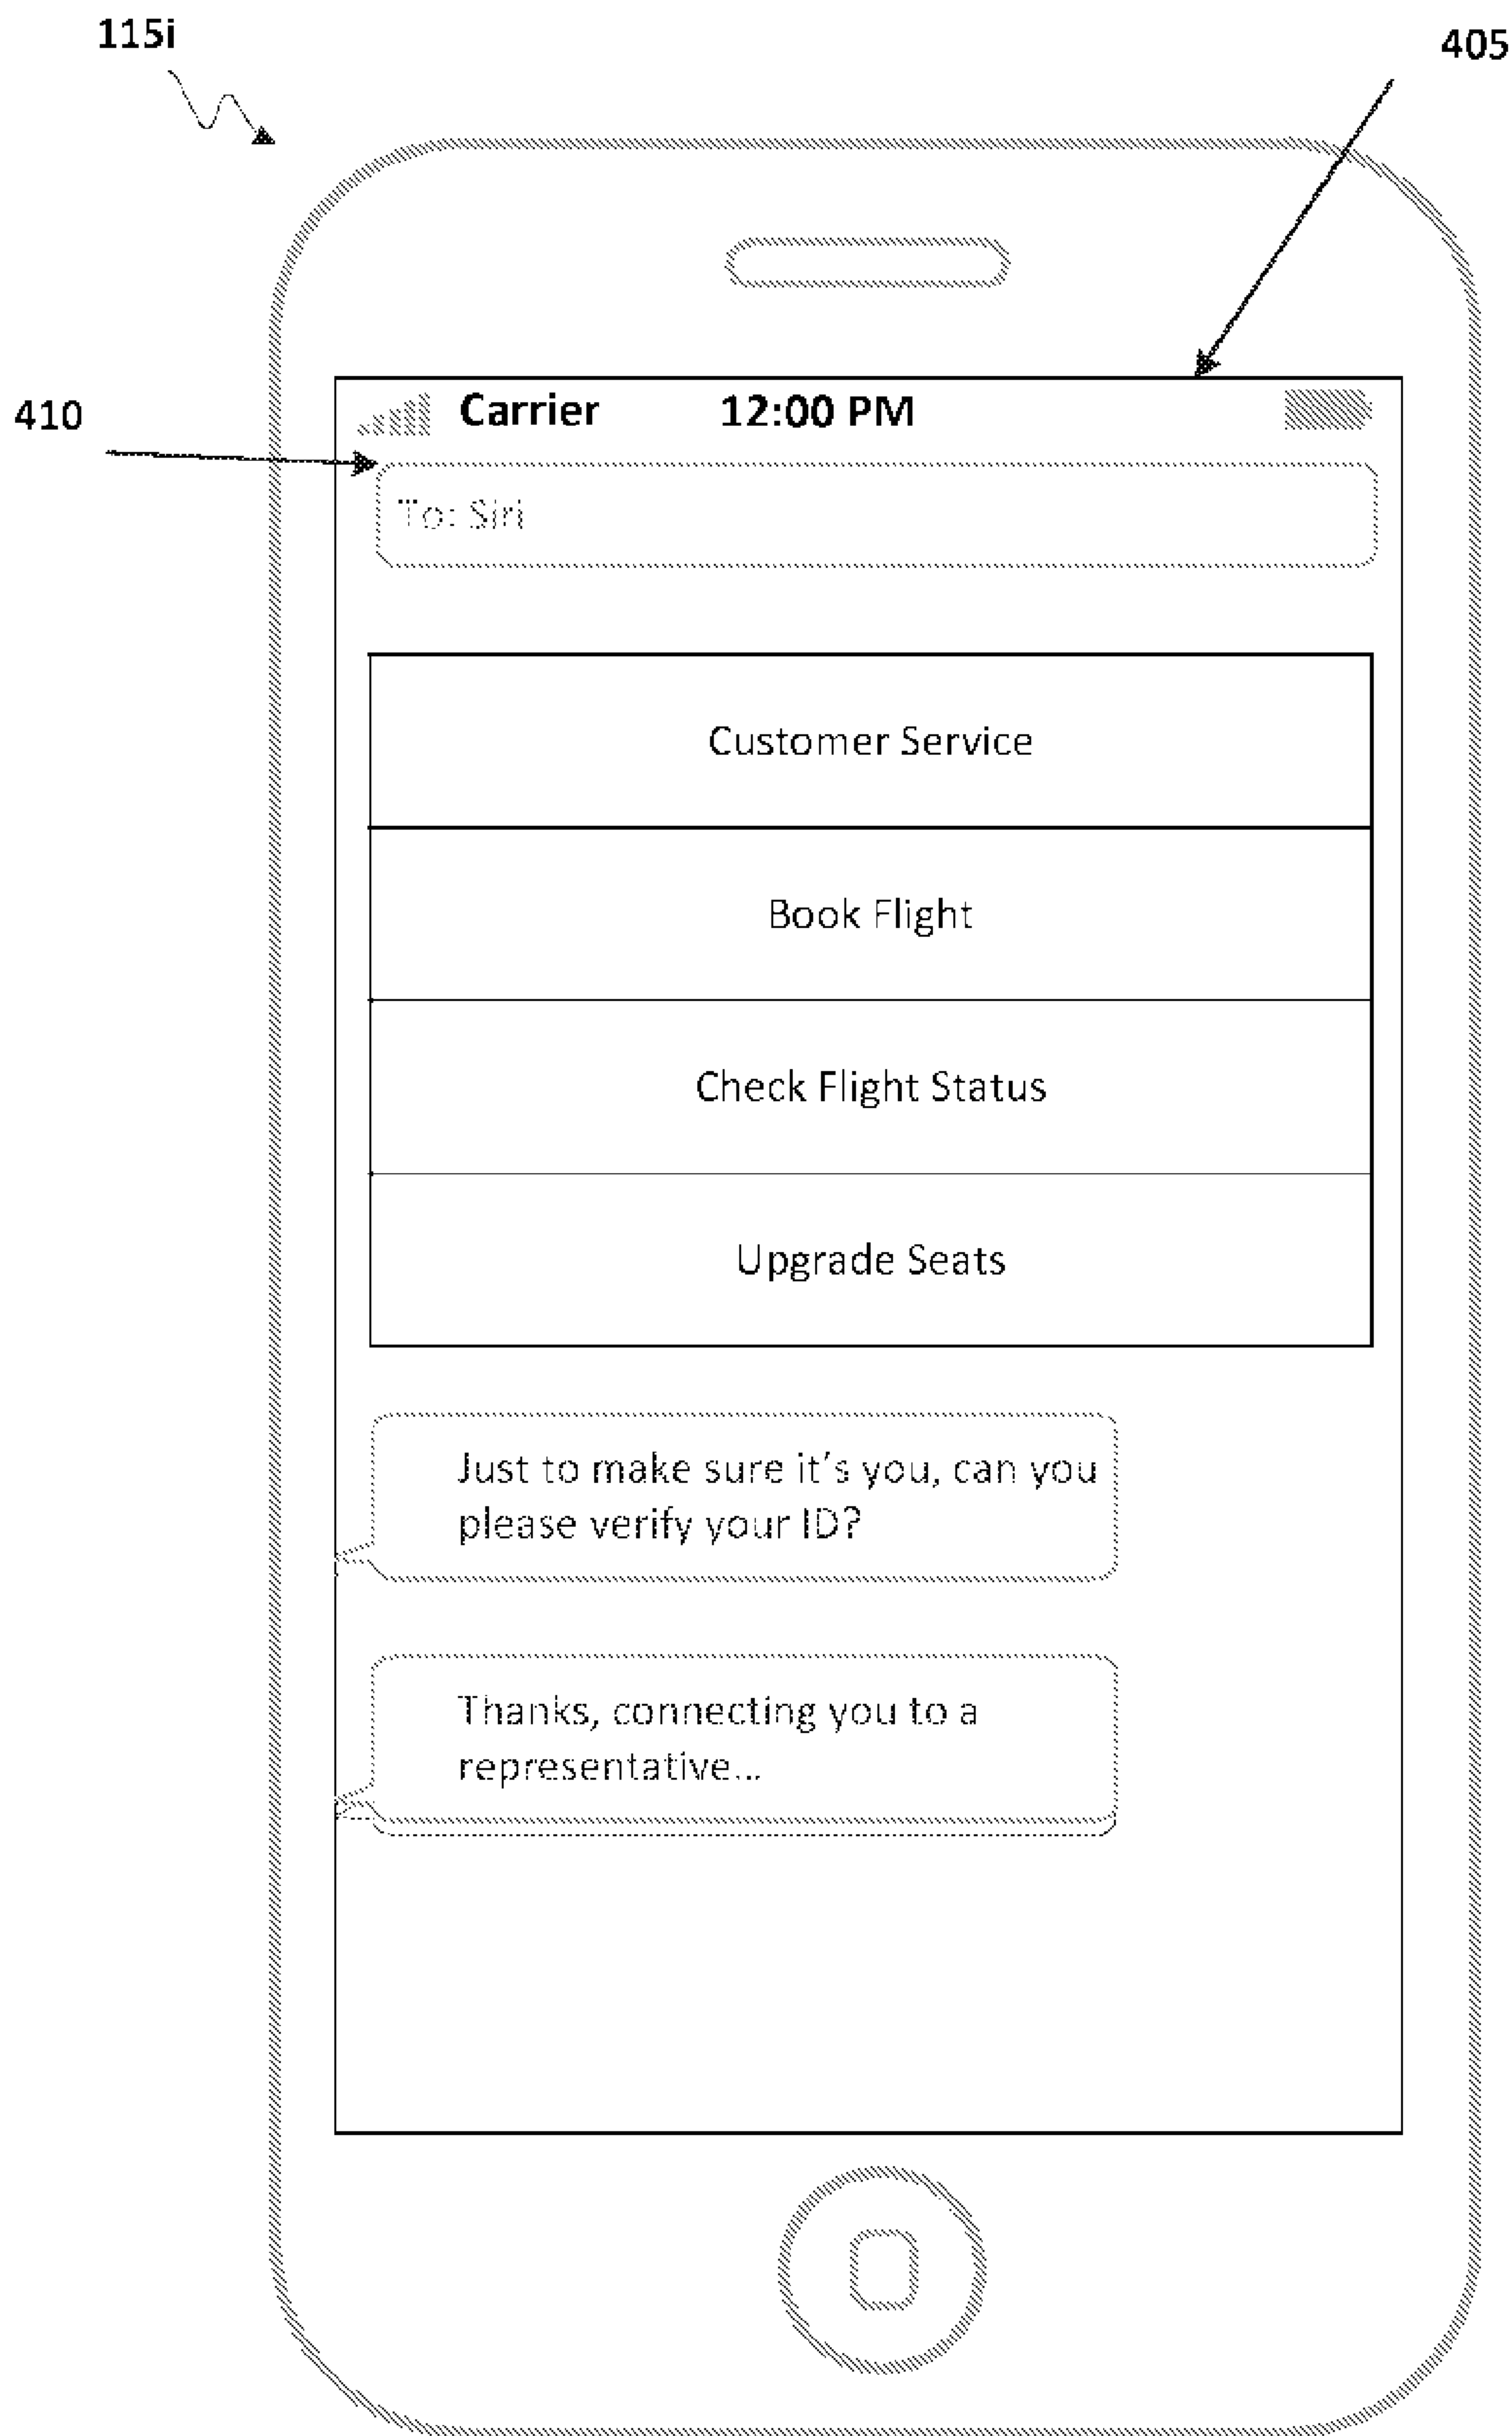 115i
405
410
Carrier 12:00 PM
To: Siri
Customer Service
Book Flight
Check Flight Status
Upgrade Seats
Just to make sure it's you, can you
please verify your ID?
Thanks, connecting you to a
representative...